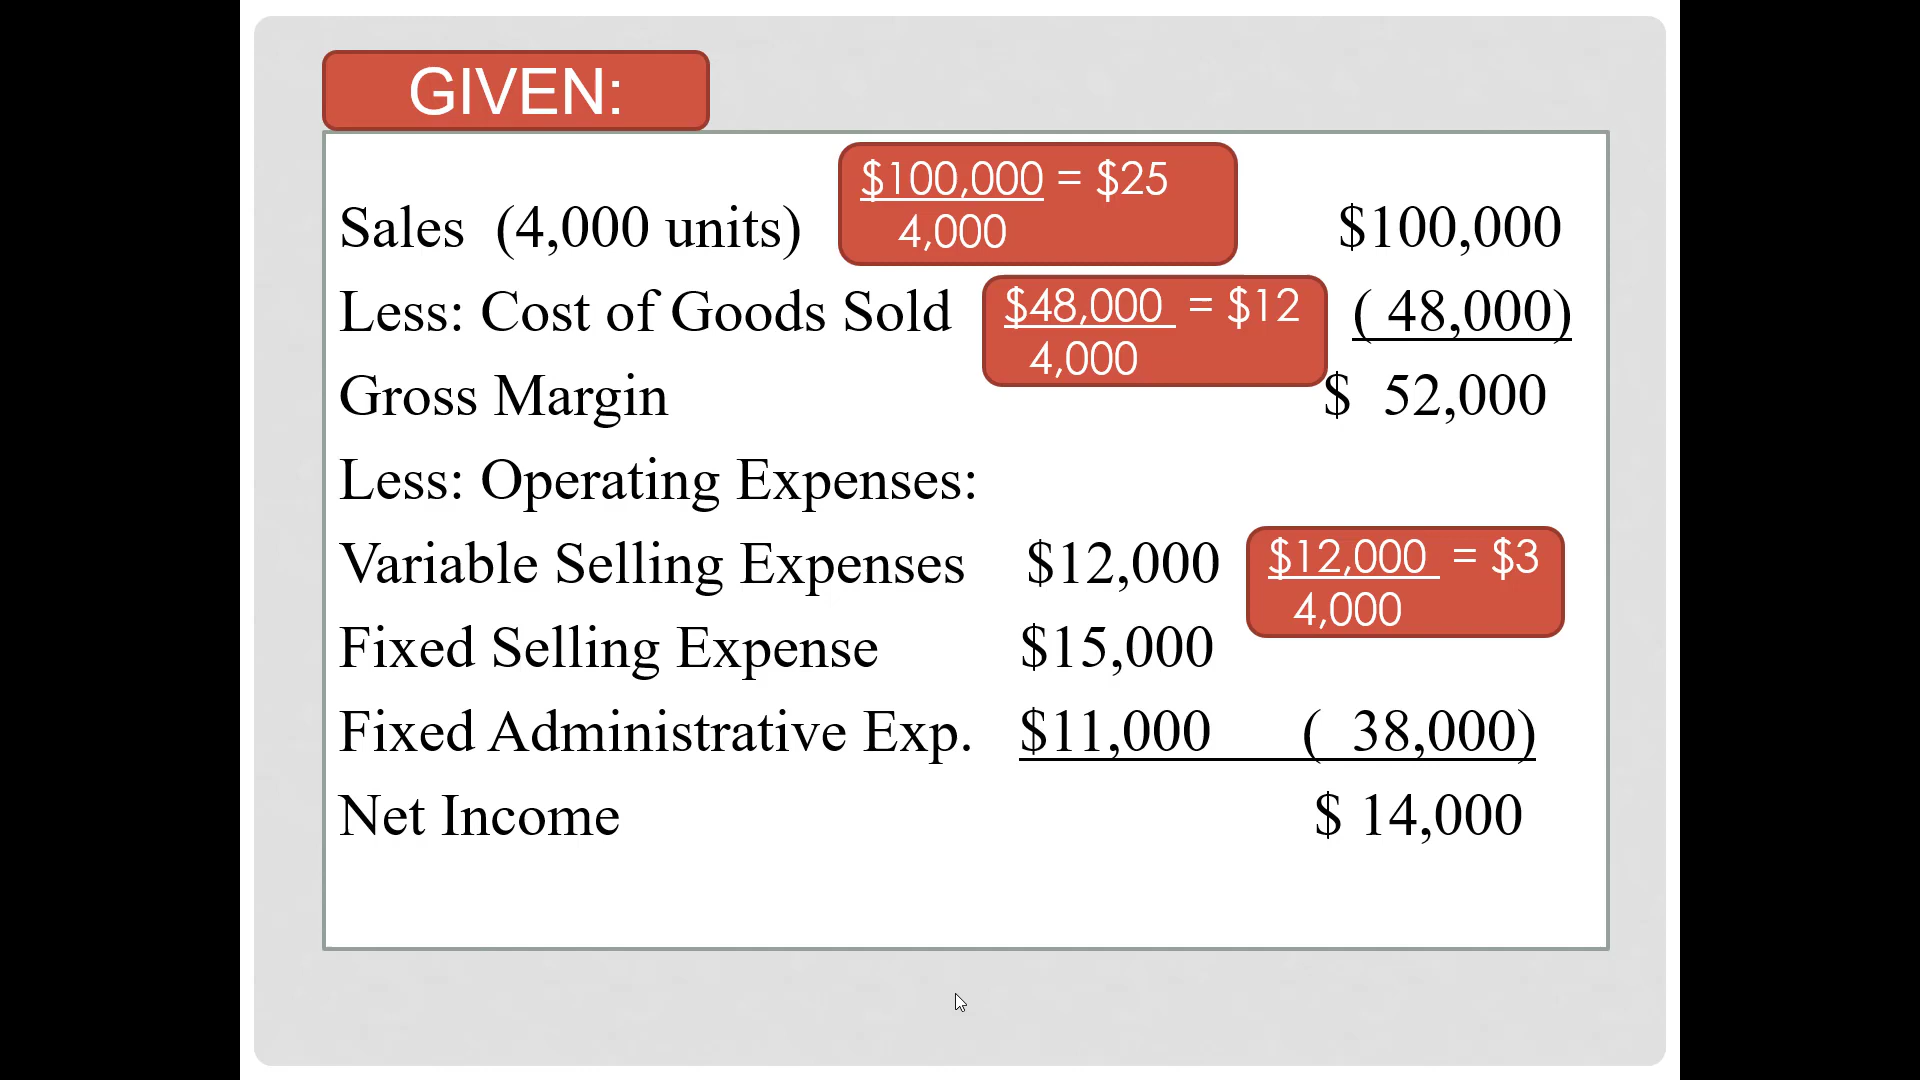 GIVEN:
$100,000 = $25
4,000
Sales (4,000 units) $100,000
$48,000 = $12
4,000
Less: Cost of Goods Sold ( 48,000)
Gross Margin $ 52,000
Less: Operating Expenses:
Variable Selling Expenses $12,000
$12,000 = $3
4,000
Fixed Selling Expense $15,000
Fixed Administrative Exp. $11,000 ( 38,000)
Net Income $ 14,000